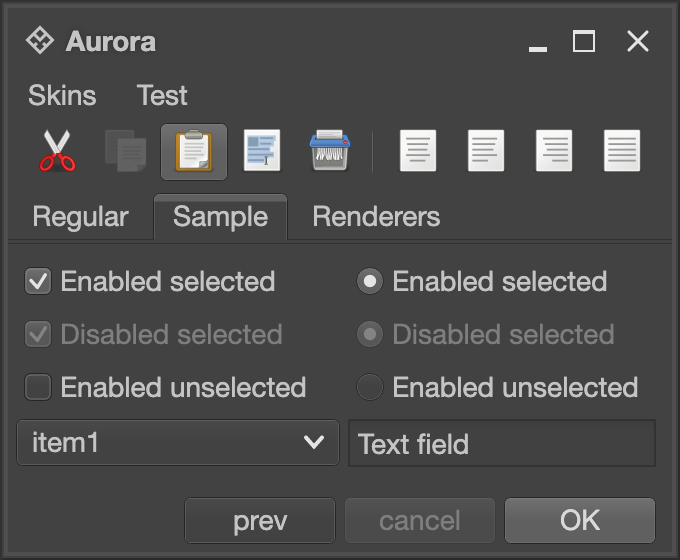 Aurora
Skins Test
Regular Sample Renderers
Enabled selected Enabled selected
Disabled selected Disabled selected
Enabled unselected Enabled unselected
item1 Text field
prev cancel OK